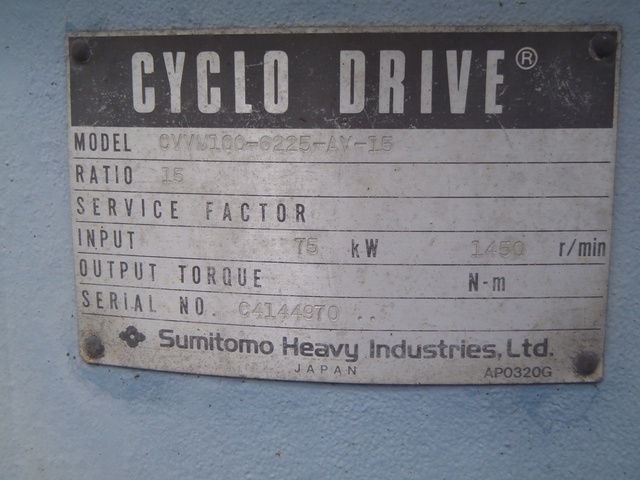 CYCLO DRIVE®
MODEL CVVM100-6225-AV-15
RATIO 15
SERVICE FACTOR
INPUT 75 kW 1450 r/min
OUTPUT TORQUE N-m
SERIAL NO. C4144970 ..
Sumitomo Heavy Industries, Ltd.
JAPAN
AP0320G